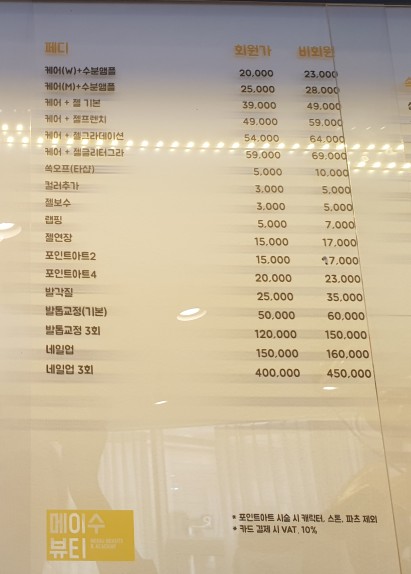 페디 회원가 비회원
케어(W)+수분앰플 20,000 23,000
케어(M)+수분앰플 25,000 28,000
케어 + 젤 기본 39,000 49,000
케어 + 젤프렌치 49,000 59,000
케어 + 젤그라데이션 54,000 64,000
케어 + 젤글리터그라 59,000 69,000
쏙오프(타샵) 5,000 10,000
컬러추가 3,000 5,000
젤보수 3,000 5,000
랩핑 5,000 7,000
젤연장 15,000 17,000
포인트아트2 15,000 17,000
포인트아트4 20,000 23,000
발각질 25,000 35,000
발톱교정(기본) 50,000 60,000
발톱교정 3회 120,000 150,000
네일업 150,000 160,000
네일업 3회 400,000 450,000
메이수
뷰티
* 포인트아트 시술 시 캐릭터, 스톤, 파츠 제외
* 카드 결제 시 VAT. 10%